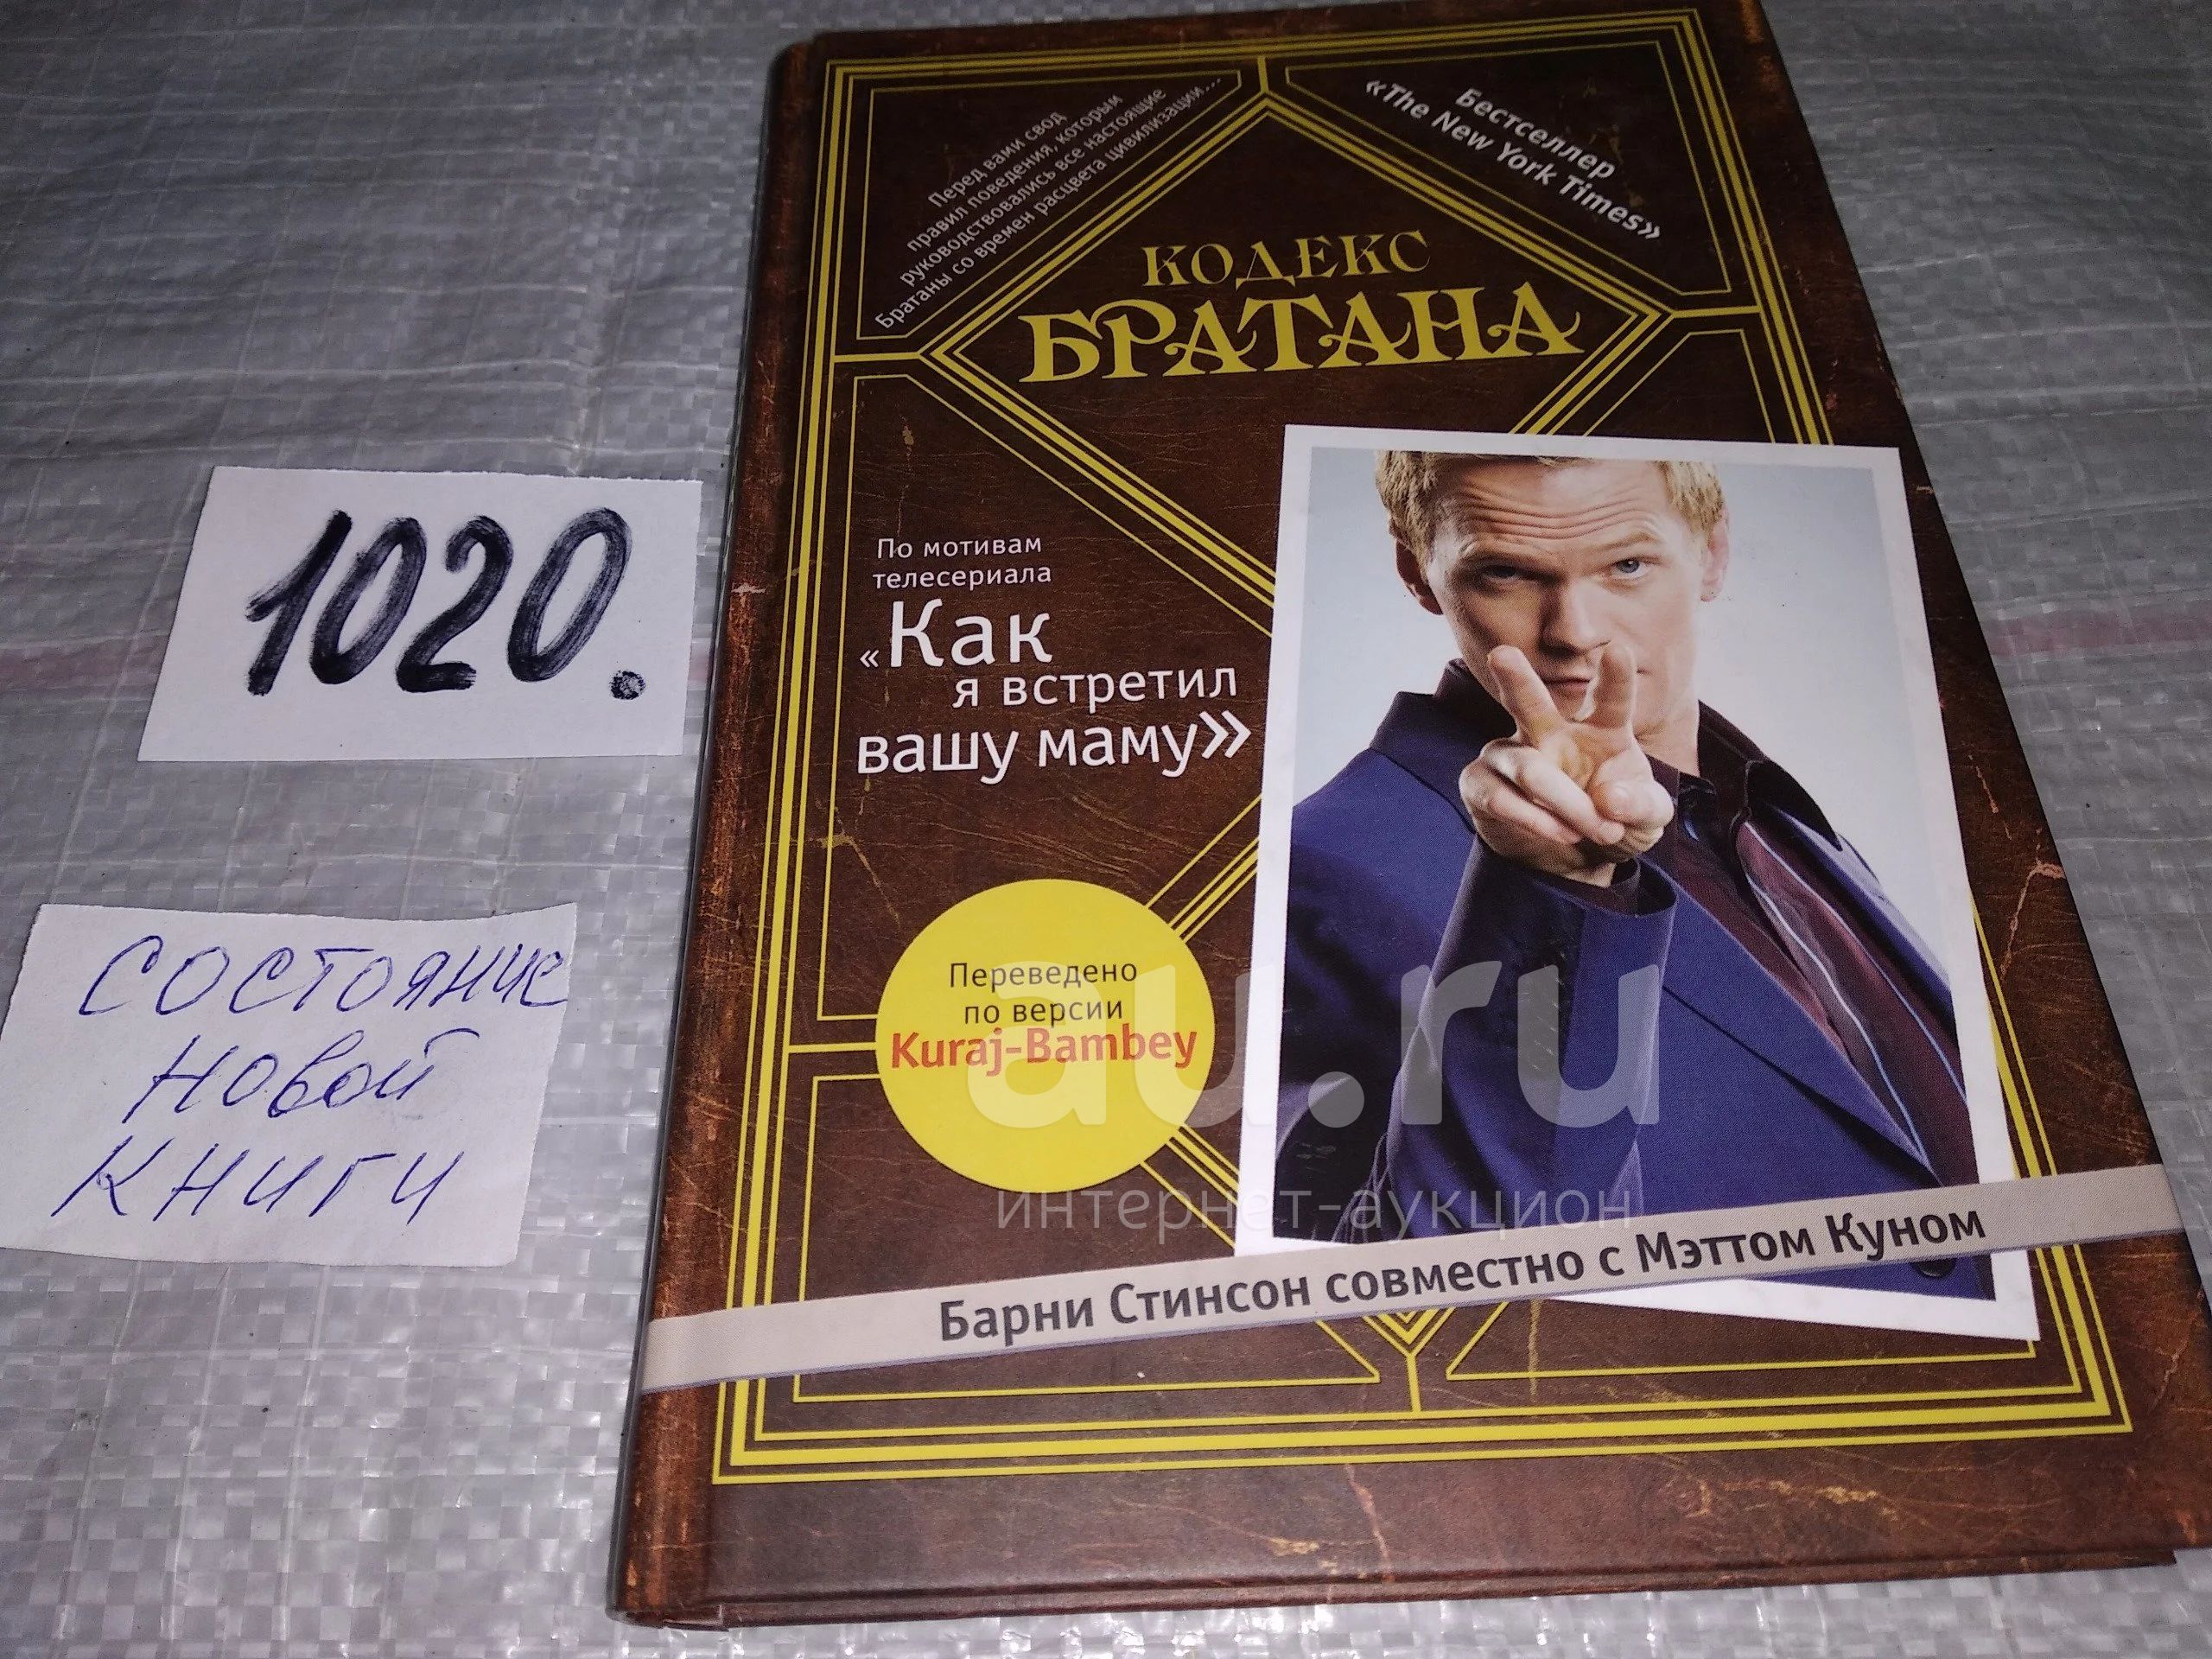 Перед вами свод
правил поведения, которым
руководствовались все настоящие
Братаны со времен расцвета цивилизации...
Бестселлер
«The New York Times»
КОДЕКС
БРАТАНА
По мотивам
телесериала
«Как
я встретил
вашу маму»
1020.
Переведено
по версии
Kuraj-Bambey
состояние
новой
книги
au.ru
интернет-аукцион
Барни Стинсон совместно с Мэттом Куном